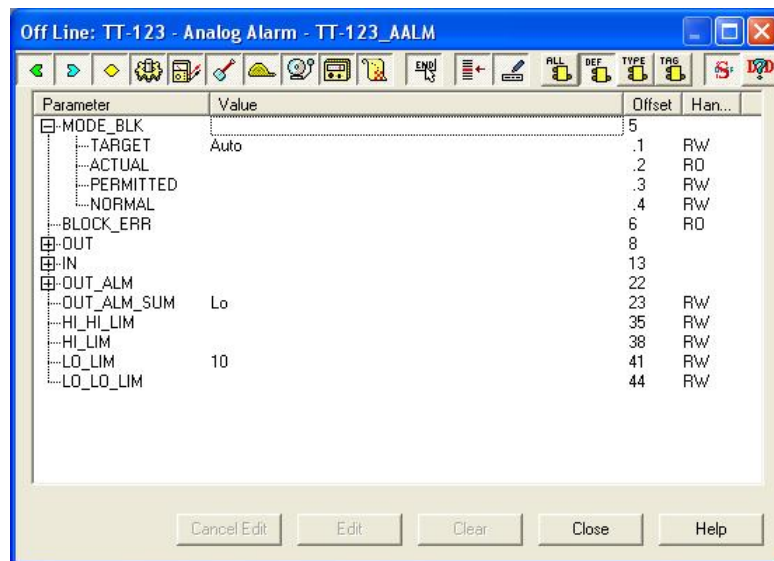 Off Line: TT-123 - Analog Alarm - TT-123_AALM
END ALL DEF TYPE TAG S: D?D
Parameter Value Offset Han...
MODE_BLK 5
TARGET Auto .1 RW
ACTUAL .2 RO
PERMITTED .3 RW
NORMAL .4 RW
BLOCK_ERR 6 RO
OUT 8
IN 13
OUT_ALM 22
OUT_ALM_SUM Lo 23 RW
HI_HI_LIM 35 RW
HI_LIM 38 RW
LO_LIM 10 41 RW
LO_LO_LIM 44 RW
Cancel Edit Edit Clear Close Help